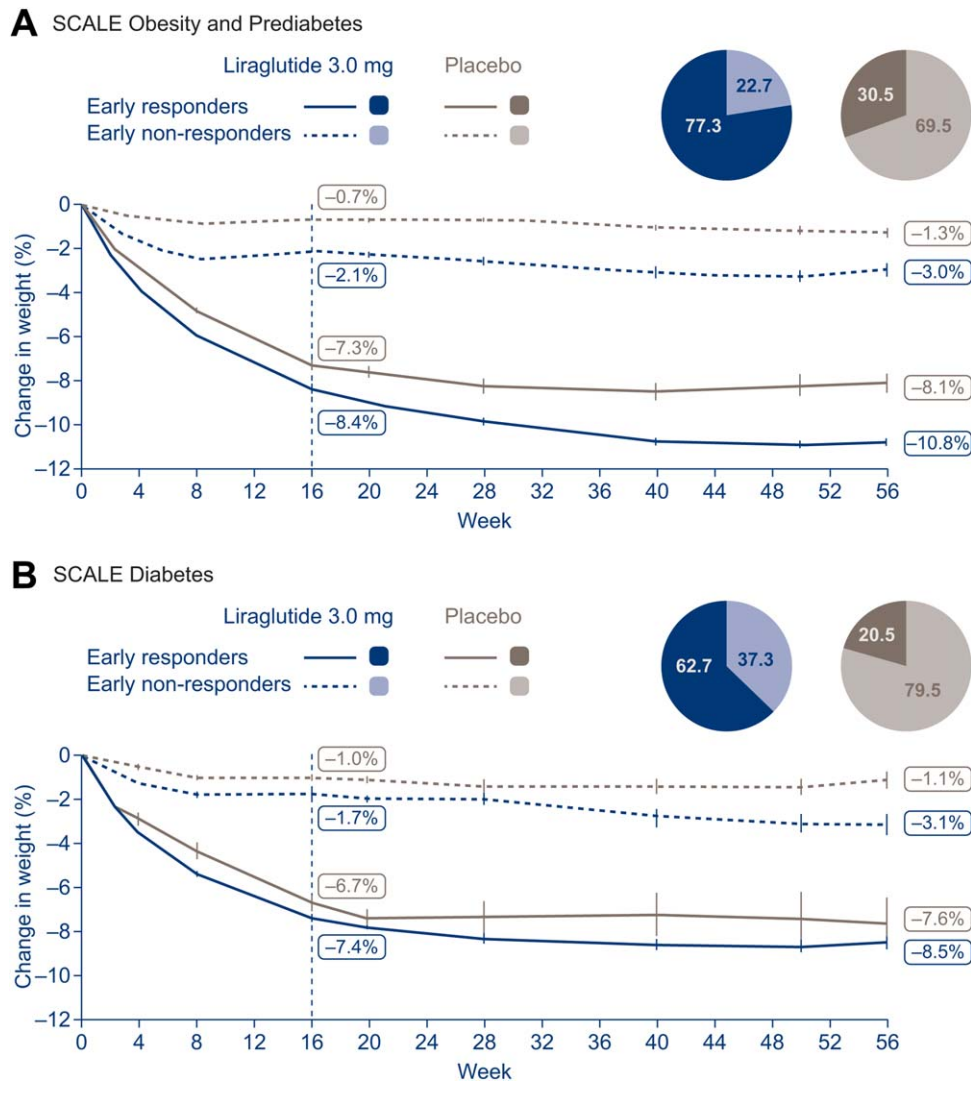 A SCALE Obesity and Prediabetes
Liraglutide 3.0 mg Placebo
Early responders
Early non-responders
22.7
77.3
30.5
69.5
Change in weight (%)
0
–2
–4
–6
–8
–10
–12
–0.7%
–2.1%
–7.3%
–8.4%
–1.3%
–3.0%
–8.1%
–10.8%
0 4 8 12 16 20 24 28 32 36 40 44 48 52 56
Week
B SCALE Diabetes
Liraglutide 3.0 mg Placebo
Early responders
Early non-responders
62.7 37.3
20.5
79.5
Change in weight (%)
0
–2
–4
–6
–8
–10
–12
–1.0%
–1.7%
–6.7%
–7.4%
–1.1%
–3.1%
–7.6%
–8.5%
0 4 8 12 16 20 24 28 32 36 40 44 48 52 56
Week